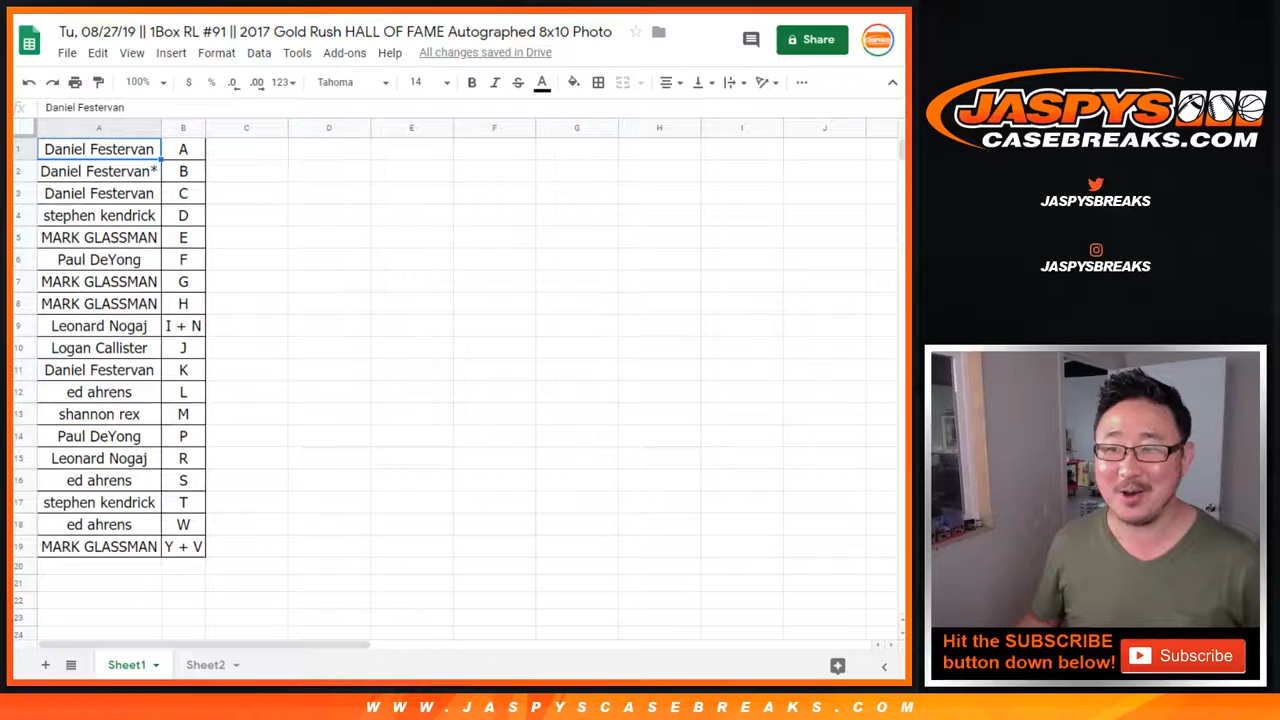 Tu, 08/27/19 || 1Box RL #91 || 2017 Gold Rush HALL OF FAME Autographed 8x10 Photo
File Edit View Insert Format Data Tools Add-ons Help All changes saved in Drive
Share
100% $ % .0 .00 123 Tahoma 14 B I S A
fx Daniel Festervan
A B C D E F G H I J
1 Daniel Festervan A
2 Daniel Festervan* B
3 Daniel Festervan C
4 stephen kendrick D
5 MARK GLASSMAN E
6 Paul DeYong F
7 MARK GLASSMAN G
8 MARK GLASSMAN H
9 Leonard Nogaj I + N
10 Logan Callister J
11 Daniel Festervan K
12 ed ahrens L
13 shannon rex M
14 Paul DeYong P
15 Leonard Nogaj R
16 ed ahrens S
17 stephen kendrick T
18 ed ahrens W
19 MARK GLASSMAN Y + V
20
21
22
23
24
Sheet1 Sheet2
JASPYS
CASEBREAKS.COM
JASPYSBREAKS
JASPYSBREAKS
Hit the SUBSCRIBE
button down below!
Subscribe
WWW.JASPYSCASEBREAKS.COM